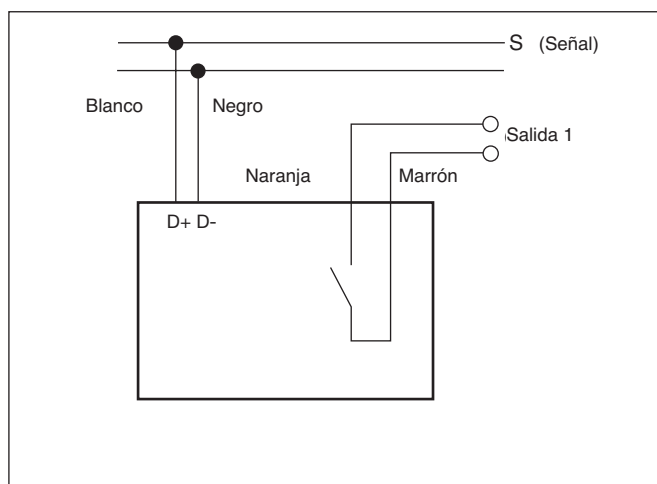 S (Señal)
Blanco Negro
Salida 1
Naranja Marrón
D+ D-